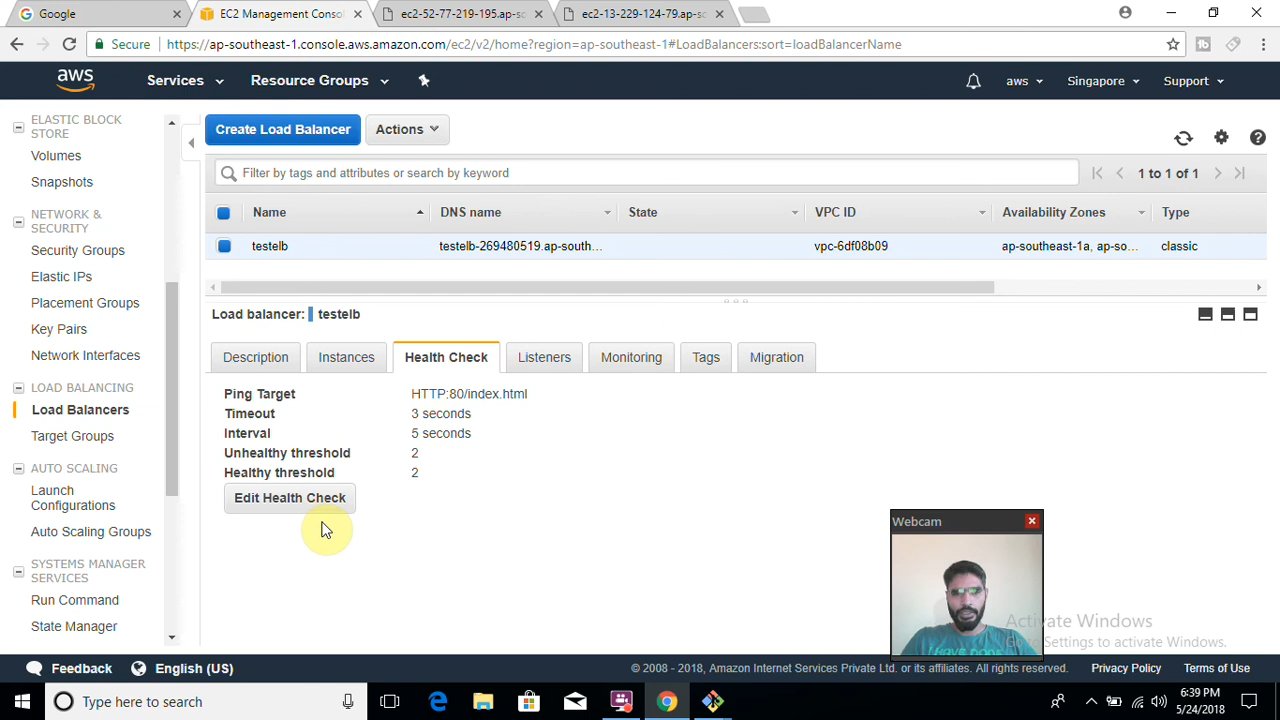 Google
EC2 Management Conso
ec2-52-77-219-195.ap-so
ec2-13-229-124-79.ap-so
Secure
https://ap-southeast-1.console.aws.amazon.com/ec2/v2/home?region=ap-southeast-1#LoadBalancers:sort=loadBalancerName
aws
Services
Resource Groups
aws
Singapore
Support
ELASTIC BLOCK
STORE
Volumes
Snapshots
NETWORK &
SECURITY
Security Groups
Elastic IPs
Placement Groups
Key Pairs
Network Interfaces
LOAD BALANCING
Load Balancers
Target Groups
AUTO SCALING
Launch
Configurations
Auto Scaling Groups
SYSTEMS MANAGER
SERVICES
Run Command
State Manager
Create Load Balancer
Actions
Filter by tags and attributes or search by keyword
1 to 1 of 1
Name DNS name State VPC ID Availability Zones Type
testelb testelb-269480519.ap-south... vpc-6df08b09 ap-southeast-1a, ap-so... classic
Load balancer: testelb
Description Instances Health Check Listeners Monitoring Tags Migration
Ping Target HTTP:80/index.html
Timeout 3 seconds
Interval 5 seconds
Unhealthy threshold 2
Healthy threshold 2
Edit Health Check
Webcam
I HAVE DONE
Activate Windows
Settings to activate Windows.
Feedback
English (US)
© 2008 - 2018, Amazon Internet Services Private Ltd. or its affiliates. All rights reserved.
Privacy Policy
Terms of Use
Type here to search
6:39 PM
5/24/2018